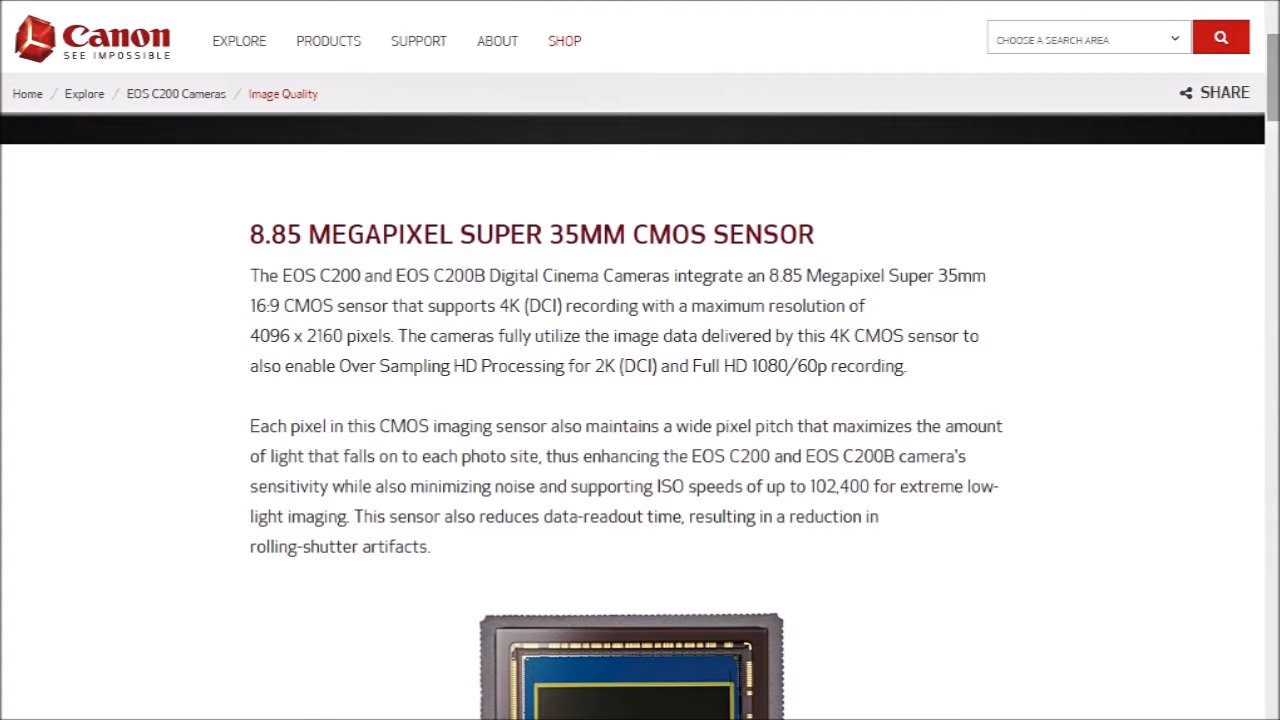 Canon
SEE IMPOSSIBLE
EXPLORE PRODUCTS SUPPORT ABOUT SHOP
CHOOSE A SEARCH AREA
Home / Explore / EOS C200 Cameras / Image Quality
SHARE
8.85 MEGAPIXEL SUPER 35MM CMOS SENSOR
The EOS C200 and EOS C200B Digital Cinema Cameras integrate an 8.85 Megapixel Super 35mm
16:9 CMOS sensor that supports 4K (DCI) recording with a maximum resolution of
4096 x 2160 pixels. The cameras fully utilize the image data delivered by this 4K CMOS sensor to
also enable Over Sampling HD Processing for 2K (DCI) and Full HD 1080/60p recording.
Each pixel in this CMOS imaging sensor also maintains a wide pixel pitch that maximizes the amount
of light that falls on to each photo site, thus enhancing the EOS C200 and EOS C200B camera's
sensitivity while also minimizing noise and supporting ISO speeds of up to 102,400 for extreme low-
light imaging. This sensor also reduces data-readout time, resulting in a reduction in
rolling-shutter artifacts.